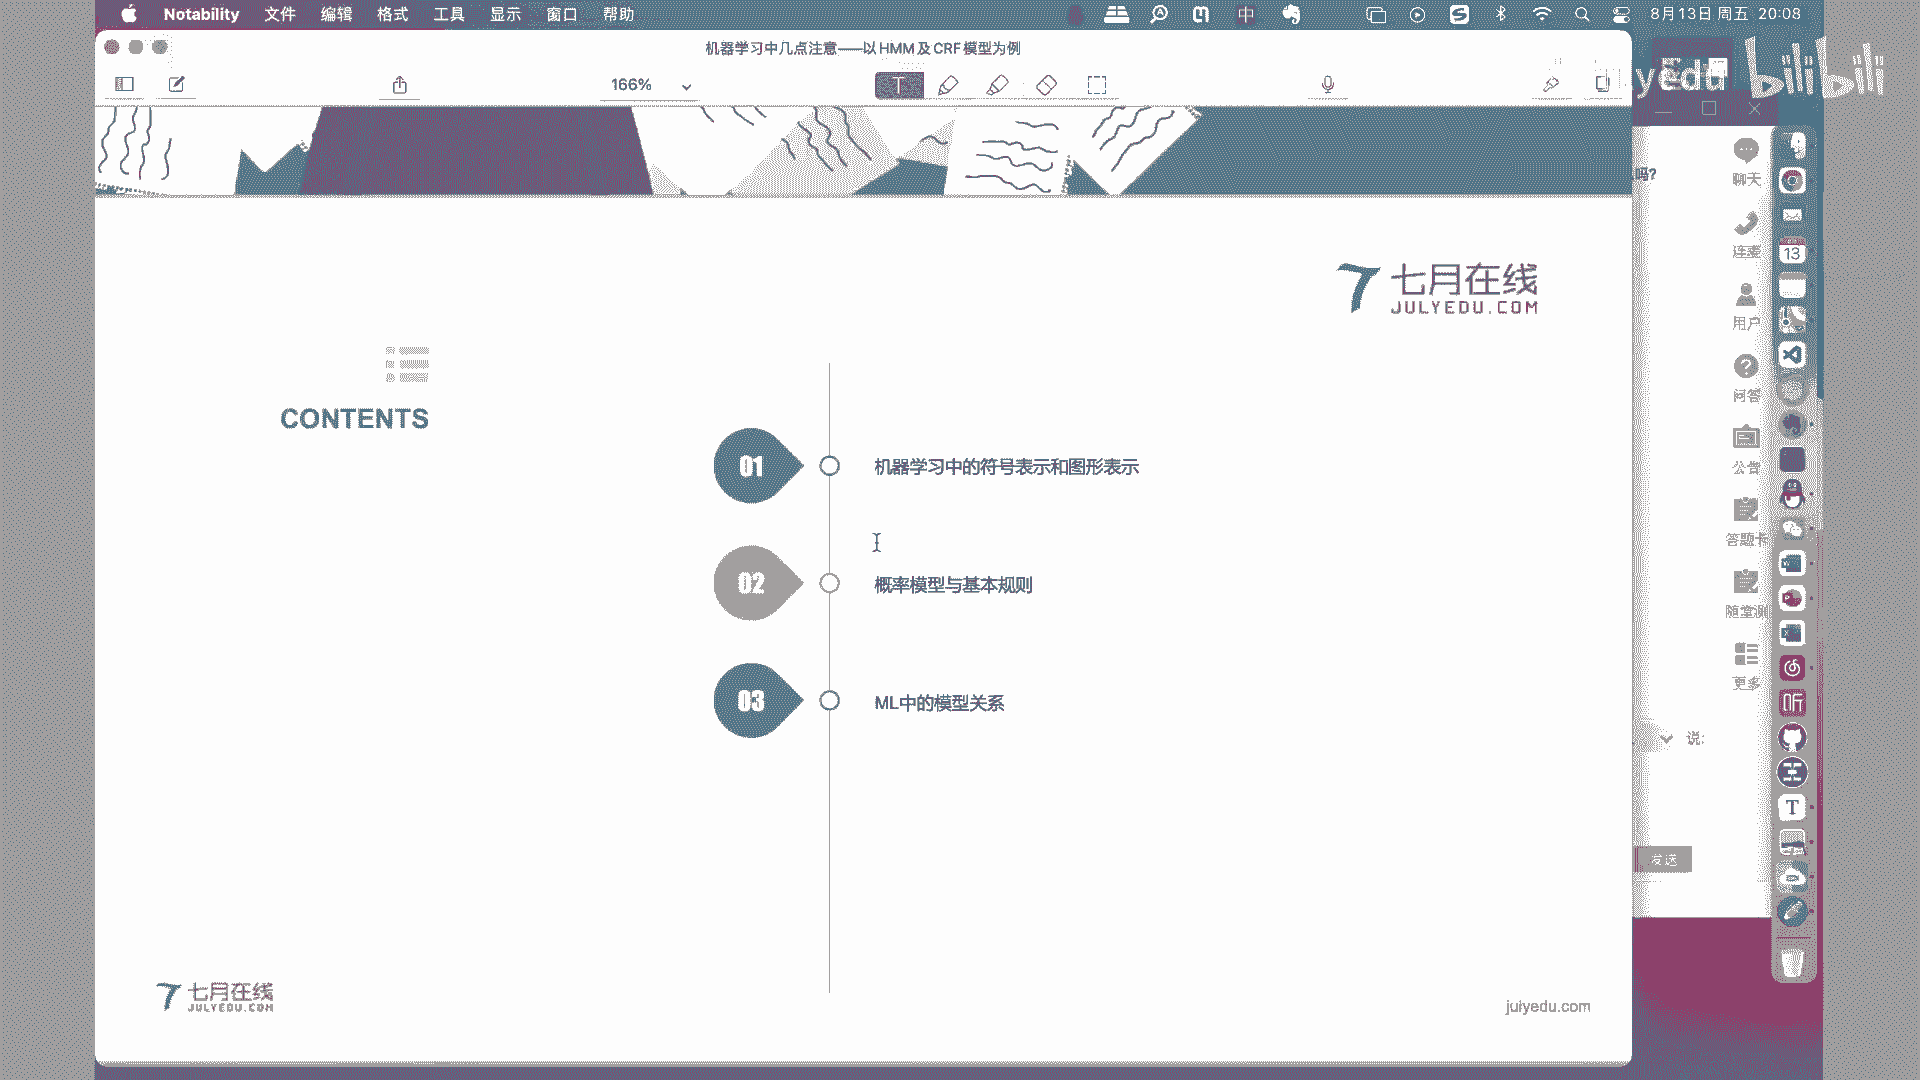 Notability 文件 编辑 格式 工具 显示 窗口 帮助
中
8月13日 周五 20:08
机器学习中几点注意——以 HMM 及 CRF 模型为例
166%
yEdu bilibili
吗?
聊天
连麦
用户
问答
公告
答题卡
随堂测
更多
说:
发送
13
听
T
七月在线
JULYEDU.COM
CONTENTS
01
机器学习中的符号表示和图形表示
02
概率模型与基本规则
03
ML中的模型关系
七月在线
JULYEDU.COM
julyedu.com